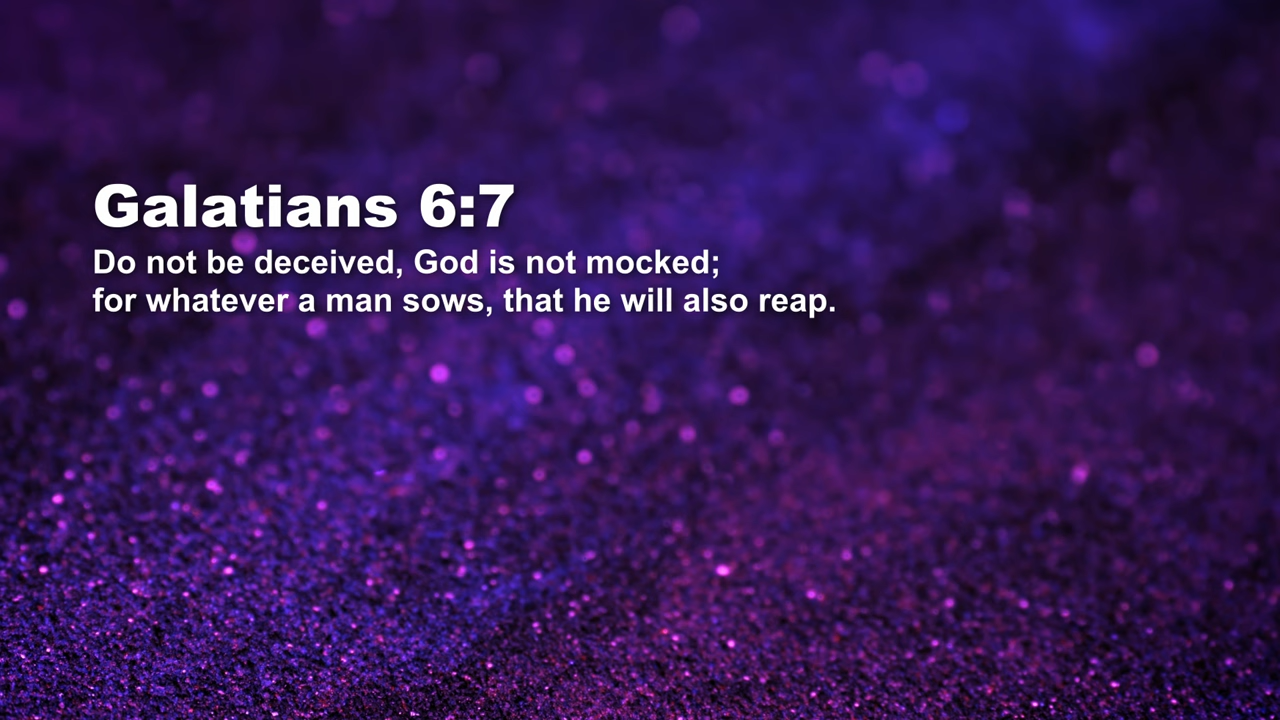 Galatians 6:7
Do not be deceived, God is not mocked;
for whatever a man sows, that he will also reap.